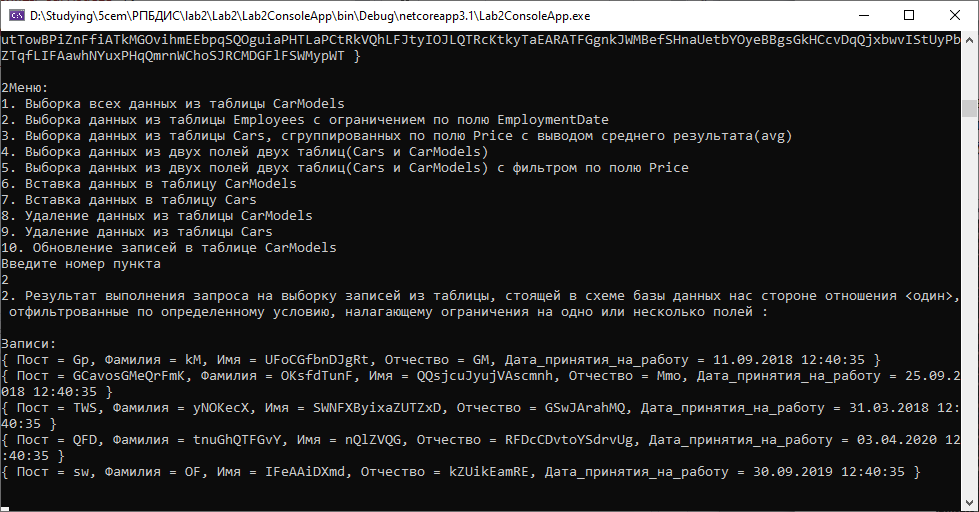 D:\Studying\5cem\РПБДИС\lab2\Lab2\Lab2ConsoleApp\bin\Debug\netcoreapp3.1\Lab2ConsoleApp.exe
utTowBPiZnFfiATkMGOvihmEEbpqSQOguiaPHTLaPCtRkVQhLFJtyIOJLQTRcKtkyTaEARATFGgnkJWMBefSHnaUetbYOyeBBgsGkHCcvDqQjxbwvIStUyPb
ZTqfLIFAawhNYuxPHqQmrnWChoSJRCMDGFlFSWMypWT }
2Меню:
1. Выборка всех данных из таблицы CarModels
2. Выборка данных из таблицы Employees с ограничением по полю EmploymentDate
3. Выборка данных из таблицы Cars, сгруппированных по полю Price с выводом среднего результата(avg)
4. Выборка данных из двух полей двух таблиц(Cars и CarModels)
5. Выборка данных из двух полей двух таблиц(Cars и CarModels) с фильтром по полю Price
6. Вставка данных в таблицу CarModels
7. Вставка данных в таблицу Cars
8. Удаление данных из таблицы CarModels
9. Удаление данных из таблицы Cars
10. Обновление записей в таблице CarModels
Введите номер пункта
2
2. Результат выполнения запроса на выборку записей из таблицы, стоящей в схеме базы данных нас стороне отношения <один>,
отфильтрованные по определенному условию, налагающему ограничения на одно или несколько полей :
Записи:
{ Пост = Gp, Фамилия = kM, Имя = UFoCGfbnDJgRt, Отчество = GM, Дата_принятия_на_работу = 11.09.2018 12:40:35 }
{ Пост = GCavosGMeQrFmK, Фамилия = OKsfdTunF, Имя = QQsjcuJyujVAscmnh, Отчество = Mmo, Дата_принятия_на_работу = 25.09.2
018 12:40:35 }
{ Пост = TWS, Фамилия = yNOKecX, Имя = SWNFXByixaZUTZxD, Отчество = GSwJArahMQ, Дата_принятия_на_работу = 31.03.2018 12:
40:35 }
{ Пост = QFD, Фамилия = tnuGhQTFGvY, Имя = nQlZVQG, Отчество = RFDcCDvtoYSdrvUg, Дата_принятия_на_работу = 03.04.2020 12
:40:35 }
{ Пост = sw, Фамилия = OF, Имя = IFeAAiDXmd, Отчество = kZUikEamRE, Дата_принятия_на_работу = 30.09.2019 12:40:35 }